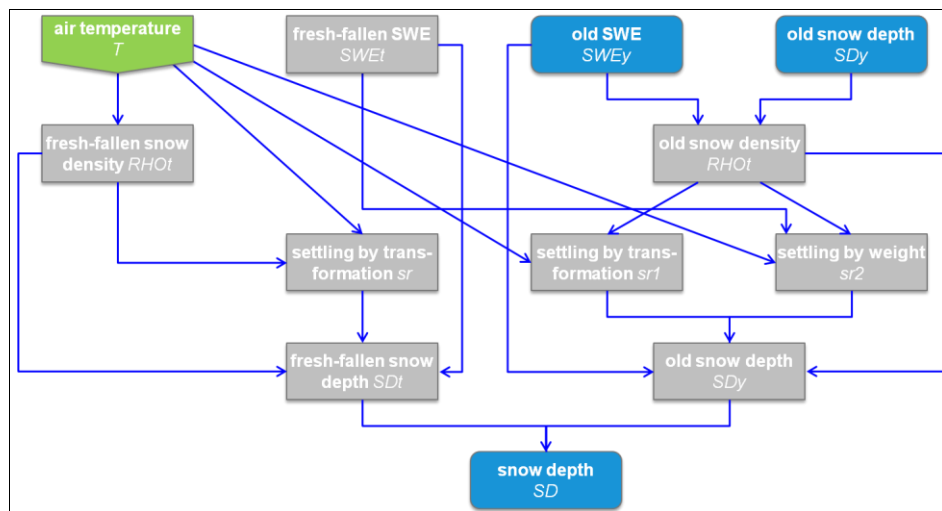 air temperature
T
fresh-fallen SWE
SWEt
old SWE
SWEy
old snow depth
SDy
fresh-fallen snow
density RHOt
old snow density
RHOt
settling by trans-
formation sr
settling by trans-
formation sr1
settling by weight
sr2
fresh-fallen snow
depth SDt
old snow depth
SDy
snow depth
SD